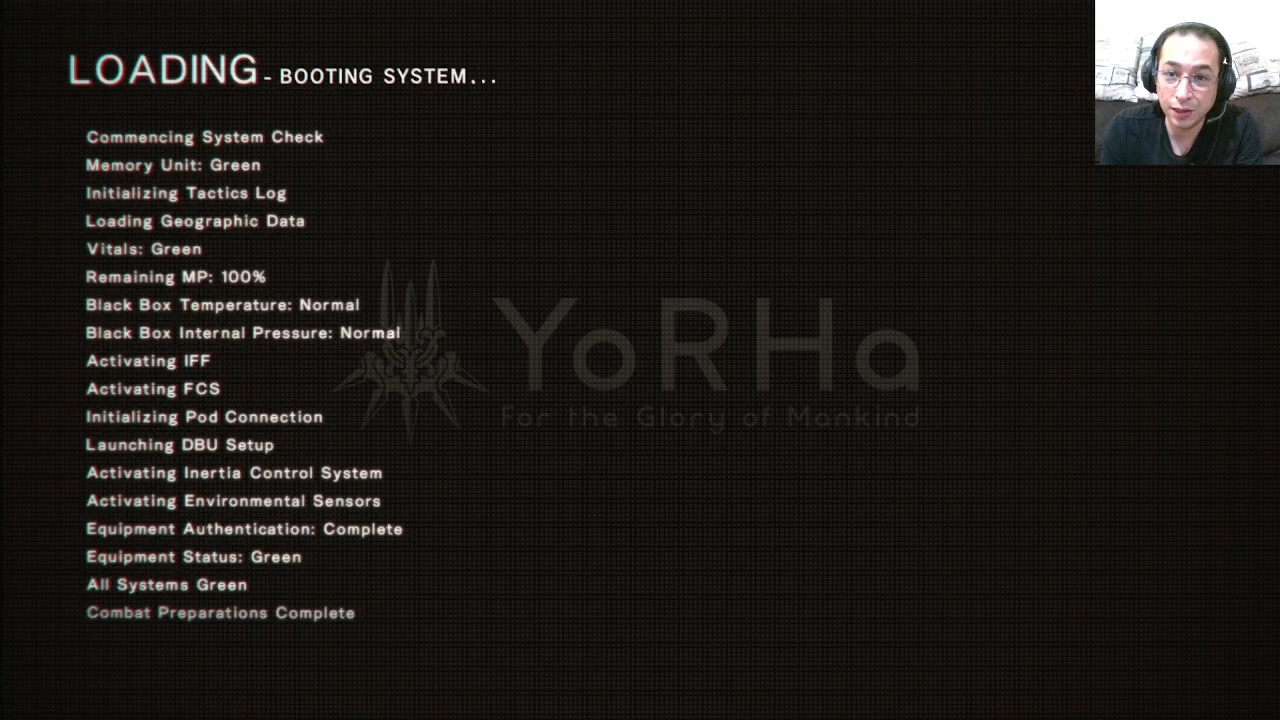 LOADING - BOOTING SYSTEM...
Commencing System Check
Memory Unit: Green
Initializing Tactics Log
Loading Geographic Data
Vitals: Green
Remaining MP: 100%
Black Box Temperature: Normal
Black Box Internal Pressure: Normal
Activating IFF
Activating FCS
Initializing Pod Connection
Launching DBU Setup
Activating Inertia Control System
Activating Environmental Sensors
Equipment Authentication: Complete
Equipment Status: Green
All Systems Green
Combat Preparations Complete
YoRHa
For the Glory of Mankind